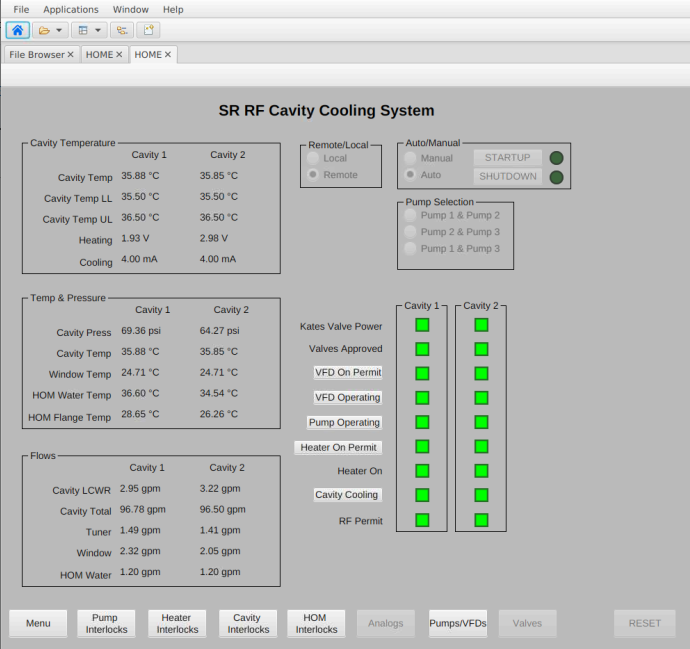 File Applications Window Help
File Browser ✕ HOME ✕ HOME ✕
SR RF Cavity Cooling System
Cavity Temperature
Cavity 1 Cavity 2
Cavity Temp 35.88 °C 35.85 °C
Cavity Temp LL 35.50 °C 35.50 °C
Cavity Temp UL 36.50 °C 36.50 °C
Heating 1.93 V 2.98 V
Cooling 4.00 mA 4.00 mA
Remote/Local
Local
Remote
Auto/Manual
Manual STARTUP
Auto SHUTDOWN
Pump Selection
Pump 1 & Pump 2
Pump 2 & Pump 3
Pump 1 & Pump 3
Temp & Pressure
Cavity 1 Cavity 2
Cavity Press 69.36 psi 64.27 psi
Cavity Temp 35.88 °C 35.85 °C
Window Temp 24.71 °C 24.71 °C
HOM Water Temp 36.60 °C 34.54 °C
HOM Flange Temp 28.65 °C 26.26 °C
Cavity 1 Cavity 2
Kates Valve Power
Valves Approved
VFD On Permit
VFD Operating
Pump Operating
Heater On Permit
Heater On
Cavity Cooling
RF Permit
Flows
Cavity 1 Cavity 2
Cavity LCWR 2.95 gpm 3.22 gpm
Cavity Total 96.78 gpm 96.50 gpm
Tuner 1.49 gpm 1.41 gpm
Window 2.32 gpm 2.05 gpm
HOM Water 1.20 gpm 1.20 gpm
Menu
Pump
Interlocks
Heater
Interlocks
Cavity
Interlocks
HOM
Interlocks
Analogs
Pumps/VFDs
Valves
RESET